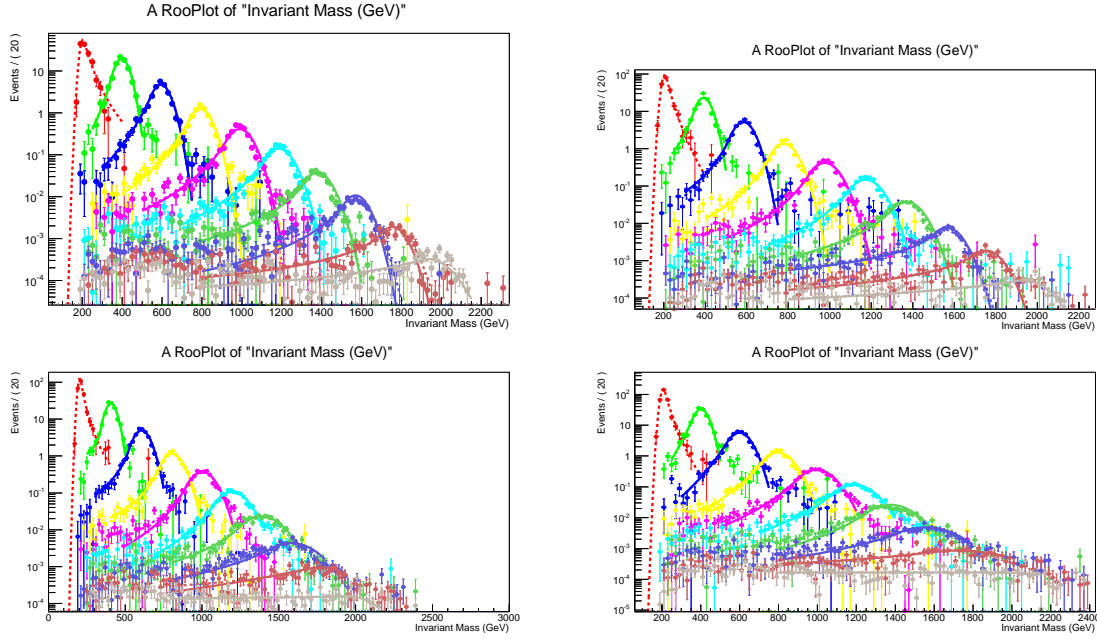 A RooPlot of "Invariant Mass (GeV)"
Events / ( 20 )
10
1
10^-1
10^-2
10^-3
10^-4
200 400 600 800 1000 1200 1400 1600 1800 2000 2200
Invariant Mass (GeV)
A RooPlot of "Invariant Mass (GeV)"
Events / ( 20 )
10^2
10
1
10^-1
10^-2
10^-3
10^-4
200 400 600 800 1000 1200 1400 1600 1800 2000 2200
Invariant Mass (GeV)
A RooPlot of "Invariant Mass (GeV)"
Events / ( 20 )
10^2
10
1
10^-1
10^-2
10^-3
10^-4
0 500 1000 1500 2000 2500 3000
Invariant Mass (GeV)
A RooPlot of "Invariant Mass (GeV)"
Events / ( 20 )
10^2
10
1
10^-1
10^-2
10^-3
10^-4
10^-5
200 400 600 800 1000 1200 1400 1600 1800 2000 2200 2400
Invariant Mass (GeV)